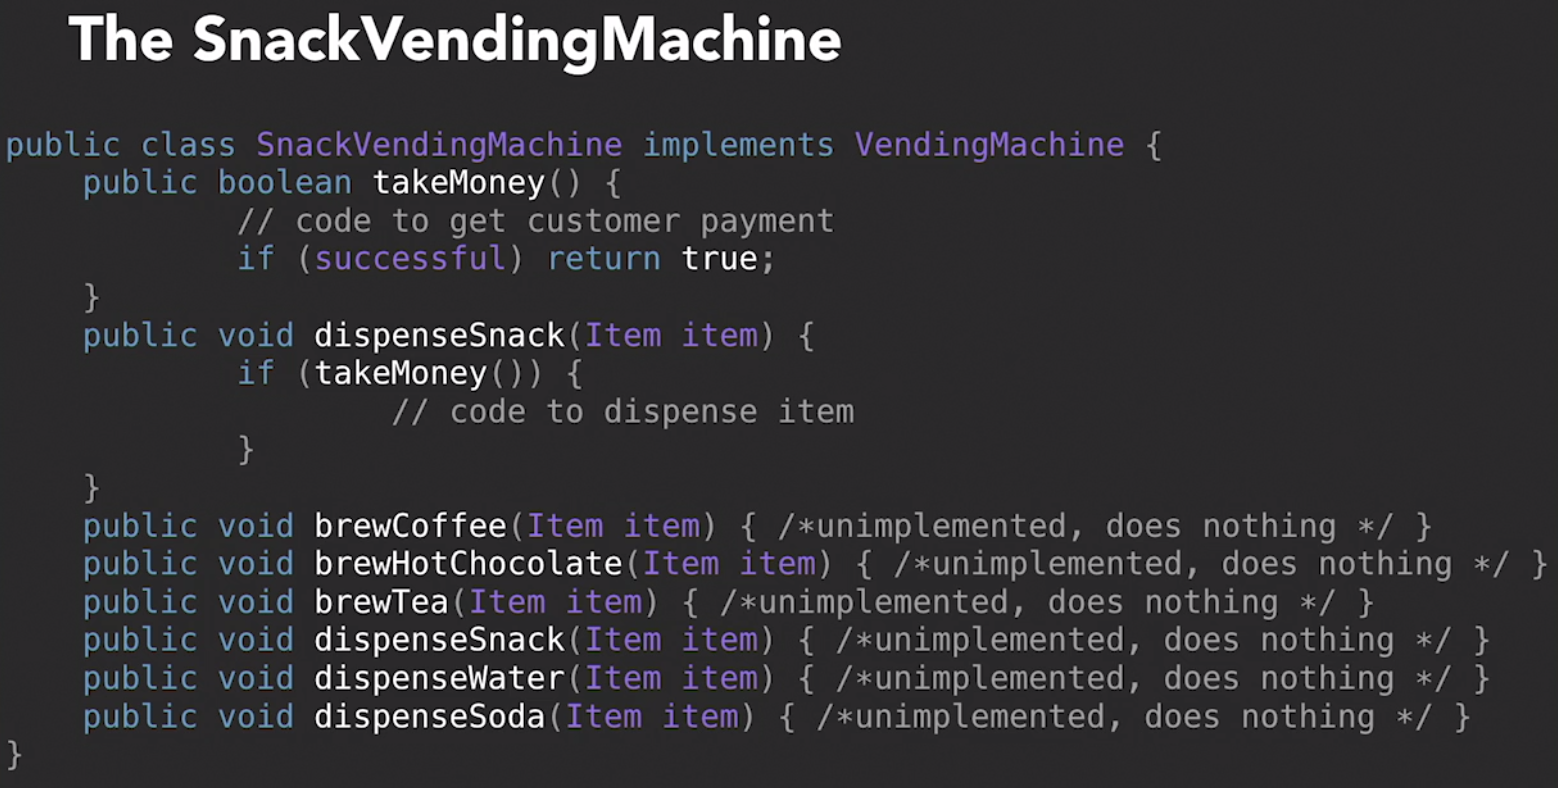 The SnackVendingMachine
public class SnackVendingMachine implements VendingMachine {
    public boolean takeMoney() {
            // code to get customer payment
            if (successful) return true;
    }
    public void dispenseSnack(Item item) {
            if (takeMoney()) {
                    // code to dispense item
            }
    }
    public void brewCoffee(Item item) { /*unimplemented, does nothing */ }
    public void brewHotChocolate(Item item) { /*unimplemented, does nothing */ }
    public void brewTea(Item item) { /*unimplemented, does nothing */ }
    public void dispenseSnack(Item item) { /*unimplemented, does nothing */ }
    public void dispenseWater(Item item) { /*unimplemented, does nothing */ }
    public void dispenseSoda(Item item) { /*unimplemented, does nothing */ }
}